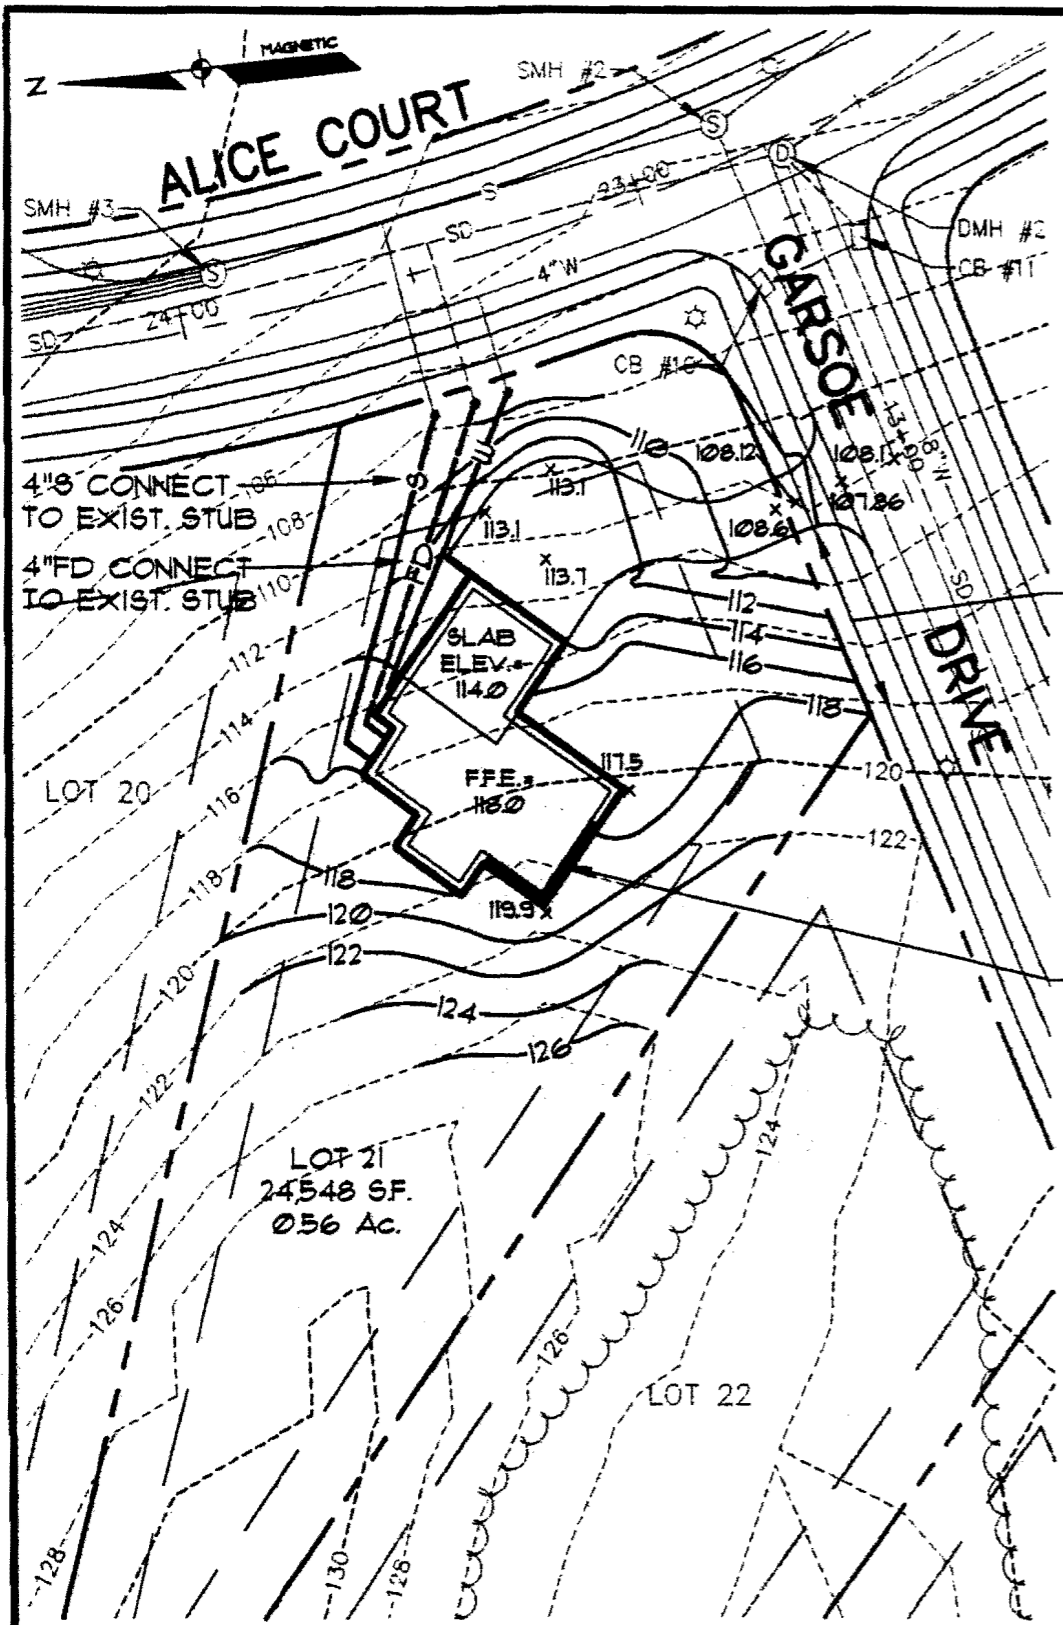 MAGNETIC
Z
SMH #2
S
ALICE COURT
D
SMH #3
S
23+00
DMH #2
SD
CB #11
S
4"W
24+00
SD
GARSOE
CB #10
13+00
8"W
110
108.12
108.1
4"S CONNECT
TO EXIST. STUB
S
W
113.1
107.86
106
108
113.1
108.6
4"FD CONNECT
TO EXIST. STUB
FD
113.7
110
SD
112
SLAB
ELEV.=
114.0
114
DRIVE
112
116
114
118
117.5
F.F.E.=
118.0
120
LOT 20
116
122
118
118
119.9
120
122
120
124
126
122
124
LOT 21
24,548 S.F.
0.56 Ac.
124
126
126
LOT 22
128
130
128